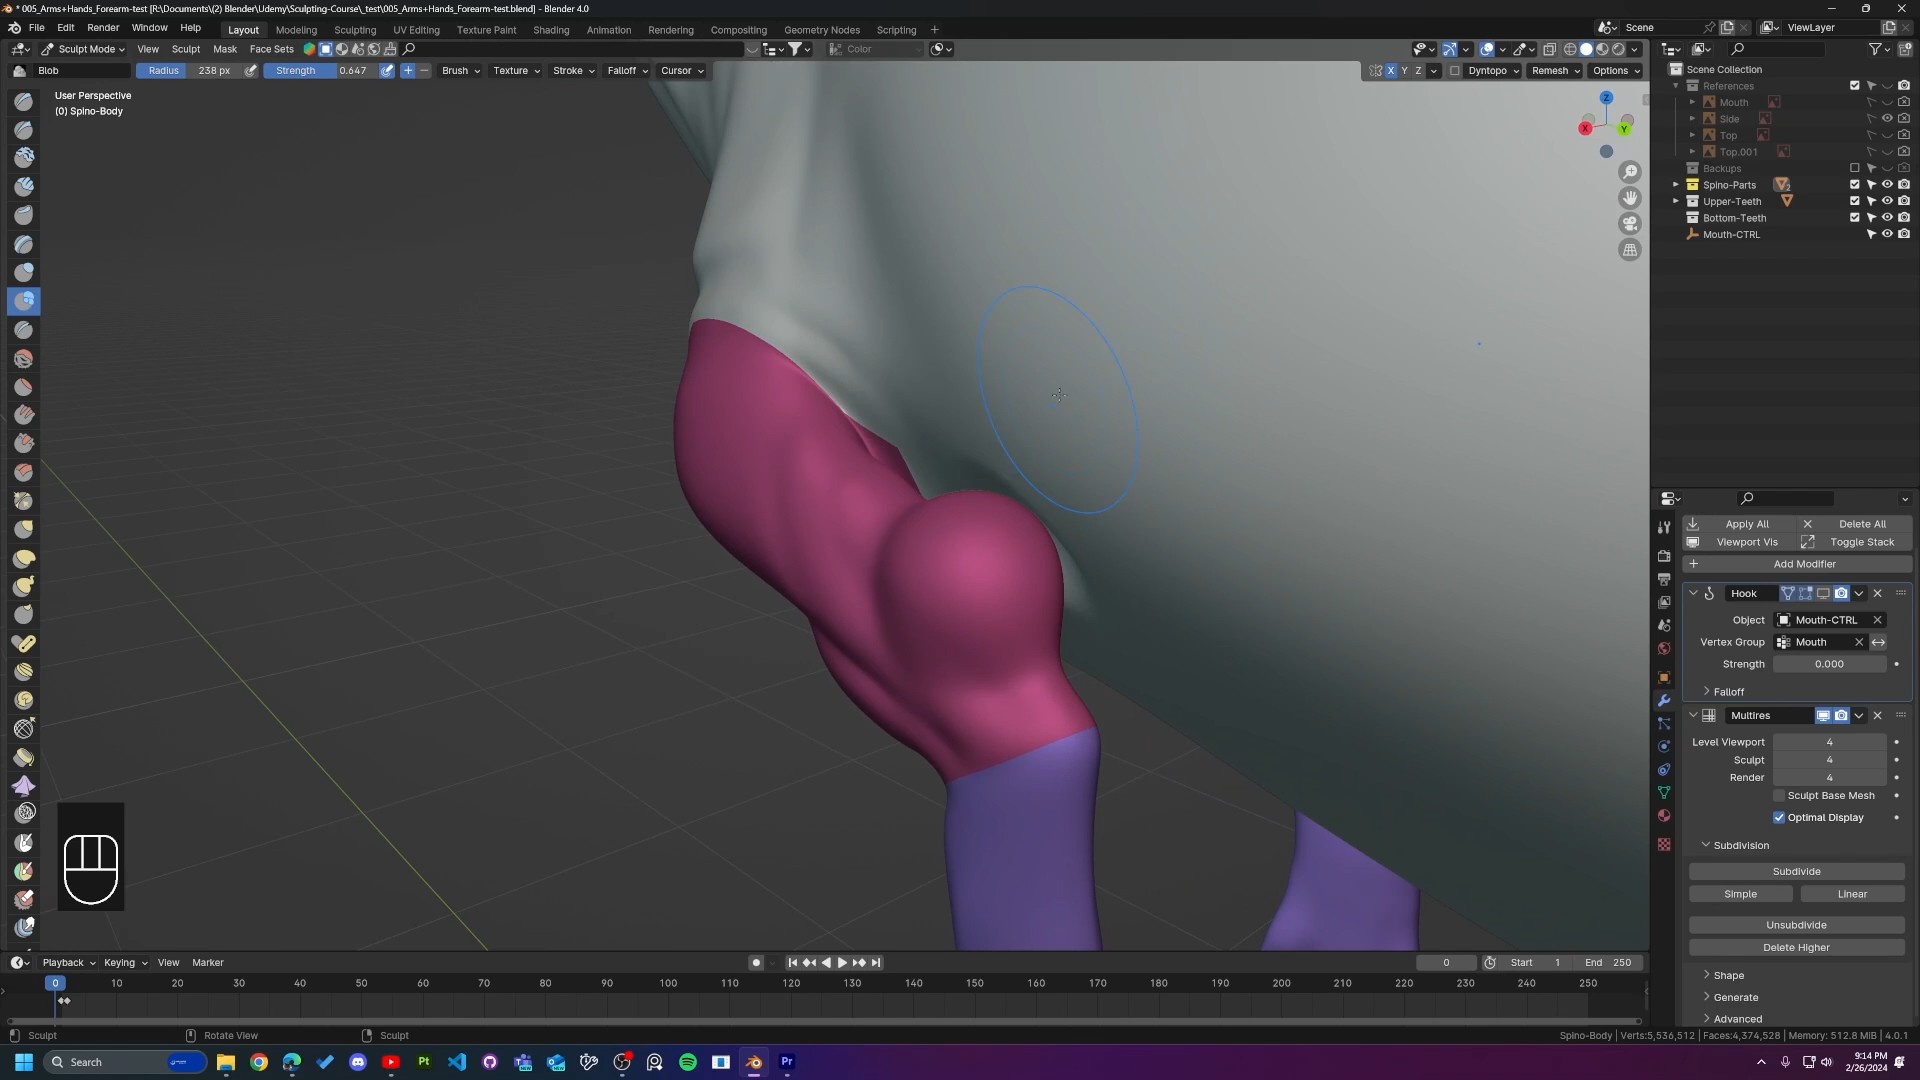 * 005_Arms+Hands_Forearm-test [R:\Documents\(2) Blender\Udemy\Sculpting-Course\_test\005_Arms+Hands_Forearm-test.blend] - Blender 4.0
File Edit Render Window Help Layout Modeling Sculpting UV Editing Texture Paint Shading Animation Rendering Compositing Geometry Nodes Scripting + Scene ViewLayer
Sculpt Mode View Sculpt Mask Face Sets Color
Blob Radius 238 px Strength 0.647 + − Brush Texture Stroke Falloff Cursor X Y Z Dyntopo Remesh Options
User Perspective
(0) Spino-Body
Z
X Y
Scene Collection
References
Mouth
Side
Top
Top.001
Backups
Spino-Parts 2
Upper-Teeth
Bottom-Teeth
Mouth-CTRL
Apply All Delete All
Viewport Vis Toggle Stack
Add Modifier
Hook
Object Mouth-CTRL
Vertex Group Mouth
Strength 0.000
Falloff
Multires
Level Viewport 4
Sculpt 4
Render 4
Sculpt Base Mesh
Optimal Display
Subdivision
Subdivide
Simple Linear
Unsubdivide
Delete Higher
Shape
Generate
Advanced
Playback Keying View Marker 0 Start 1 End 250
0 10 20 30 40 50 60 70 80 90 100 110 120 130 140 150 160 170 180 190 200 210 220 230 240 250
Sculpt Rotate View Sculpt Spino-Body | Verts:5,536,512 | Faces:4,374,528 | Memory: 512.8 MiB | 4.0.1
Search Pt NEW NEW Pr 9:14 PM
2/26/2024